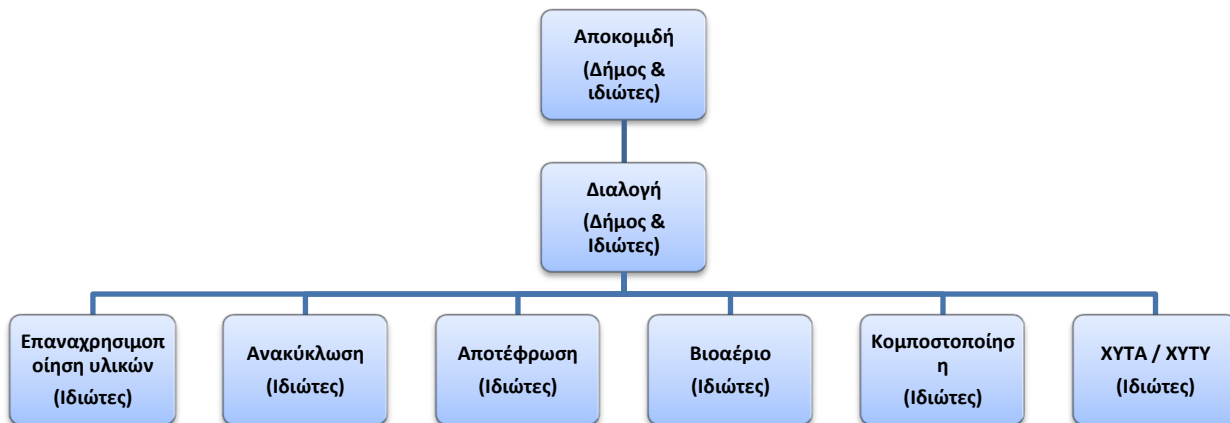 Αποκομιδή
(Δήμος &
ιδιώτες)
Διαλογή
(Δήμος &
Ιδιώτες)
Επαναχρησιμοπ
οίηση υλικών
(Ιδιώτες)
Ανακύκλωση
(Ιδιώτες)
Αποτέφρωση
(Ιδιώτες)
Βιοαέριο
(Ιδιώτες)
Κομποστοποίησ
η
(Ιδιώτες)
ΧΥΤΑ / ΧΥΤΥ
(Ιδιώτες)